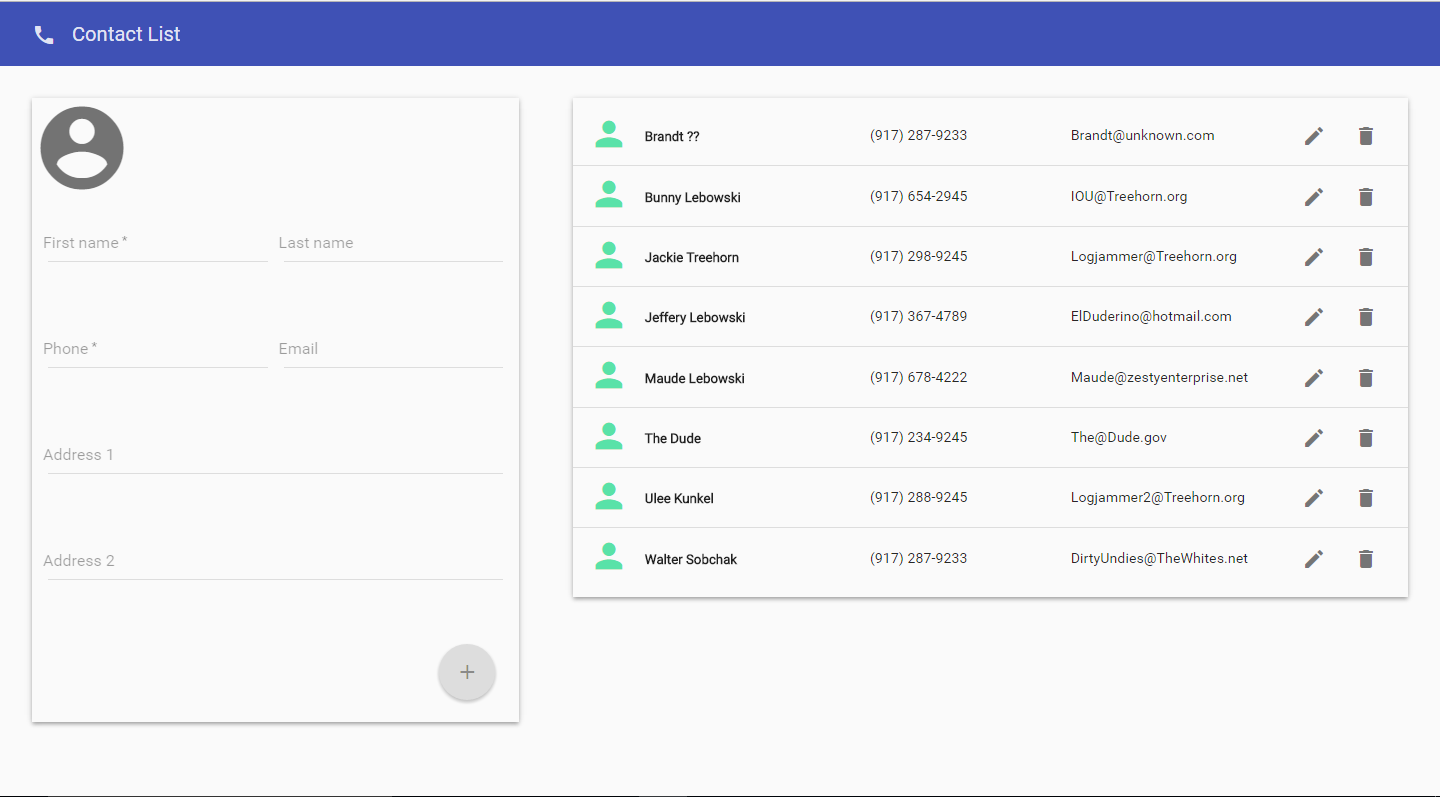 Contact List
First name *
Last name
Phone *
Email
Address 1
Address 2
+
Brandt ?? (917) 287-9233 Brandt@unknown.com
Bunny Lebowski (917) 654-2945 IOU@Treehorn.org
Jackie Treehorn (917) 298-9245 Logjammer@Treehorn.org
Jeffery Lebowski (917) 367-4789 ElDuderino@hotmail.com
Maude Lebowski (917) 678-4222 Maude@zestyenterprise.net
The Dude (917) 234-9245 The@Dude.gov
Ulee Kunkel (917) 288-9245 Logjammer2@Treehorn.org
Walter Sobchak (917) 287-9233 DirtyUndies@TheWhites.net